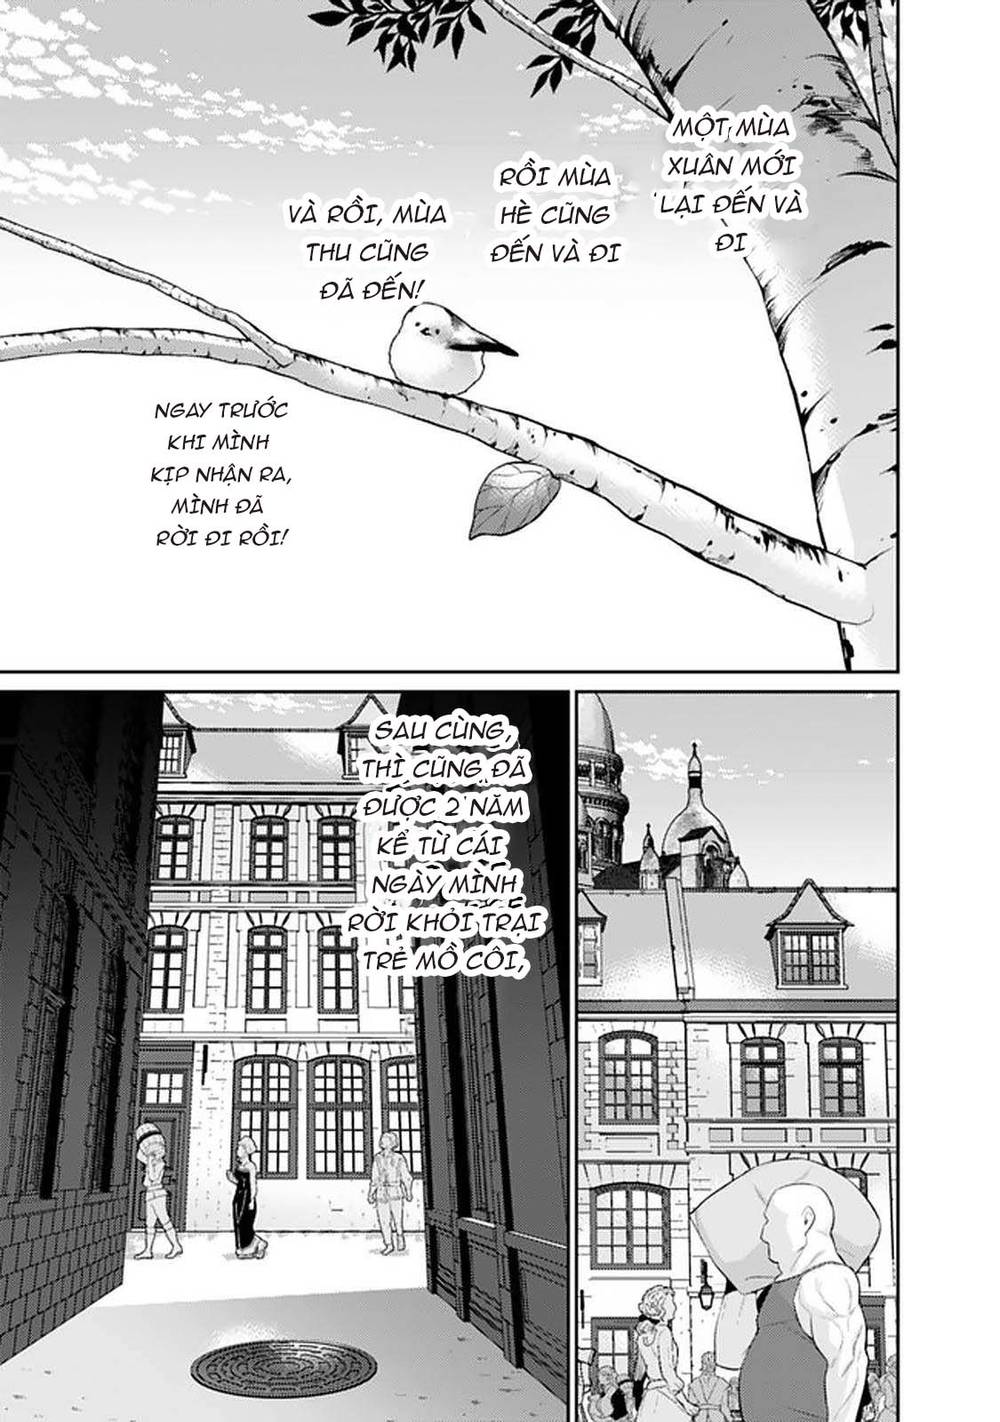 MỘT MÙA
XUÂN MỚI
LẠI ĐẾN VÀ
ĐI
RỒI MÙA
HÈ CŨNG
ĐẾN VÀ ĐI
VÀ RỒI, MÙA
THU CŨNG
ĐÃ ĐẾN!
NGAY TRƯỚC
KHI MÌNH
KỊP NHẬN RA,
MÌNH ĐÃ
RỜI ĐI RỒI!
SAU CÙNG,
THÌ CŨNG ĐÃ
ĐƯỢC 2 NĂM
KỂ TỪ CÁI
NGÀY MÌNH
RỜI KHỎI TRẠI
TRẺ MỒ CÔI,